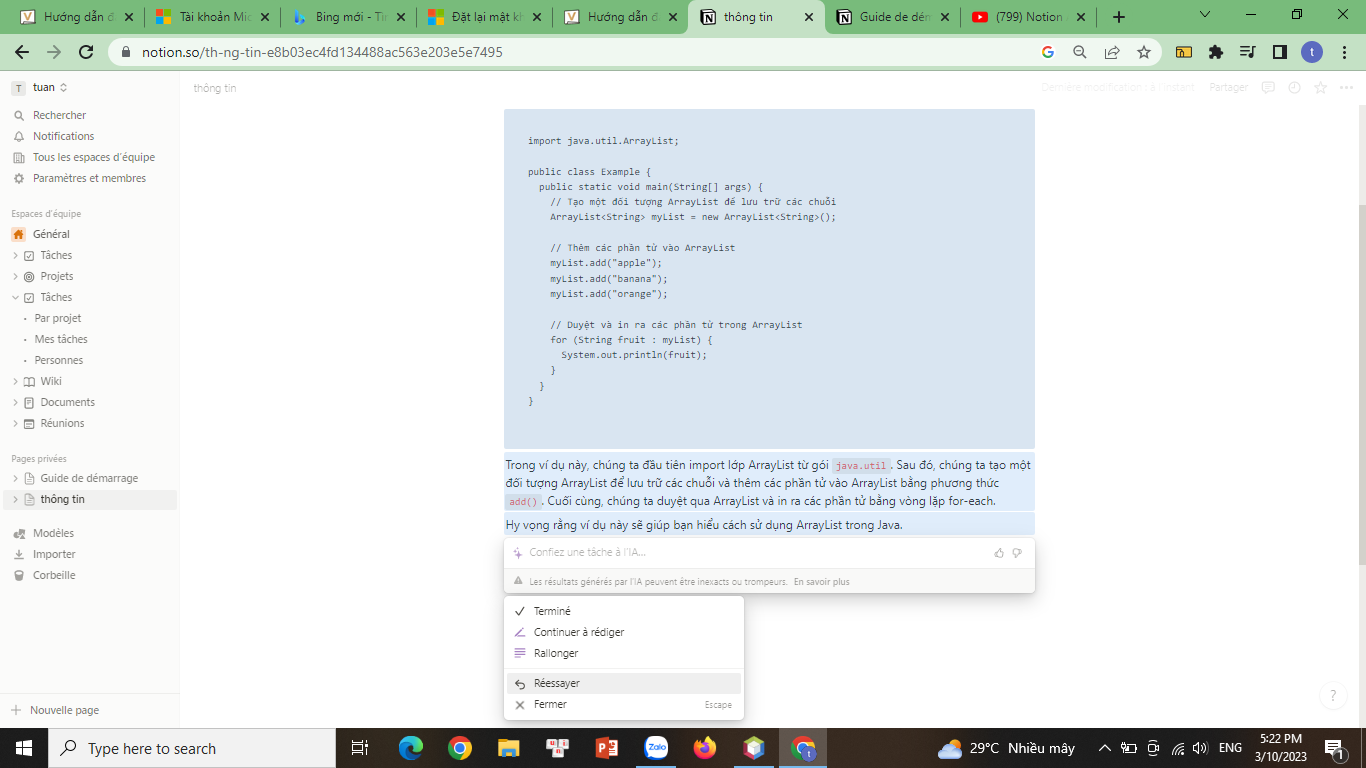 Hướng dẫn đ
Tài khoản Mic
Bing mới - Tìn
Đặt lại mật kh
Hướng dẫn đ
thông tin
Guide de dém
(799) Notion
notion.so/th-ng-tin-e8b03ec4fd134488ac563e203e5e7495
t
T tuan
thông tin
Dernière modification : à l'instant
Partager
Rechercher
Notifications
Tous les espaces d'équipe
Paramètres et membres
Espaces d'équipe
Général
Tâches
Projets
Tâches
Par projet
Mes tâches
Personnes
Wiki
Documents
Réunions
Pages privées
Guide de démarrage
thông tin
Modèles
Importer
Corbeille
Nouvelle page
import java.util.ArrayList;
public class Example {
public static void main(String[] args) {
// Tạo một đối tượng ArrayList để lưu trữ các chuỗi
ArrayList<String> myList = new ArrayList<String>();
// Thêm các phần tử vào ArrayList
myList.add("apple");
myList.add("banana");
myList.add("orange");
// Duyệt và in ra các phần tử trong ArrayList
for (String fruit : myList) {
System.out.println(fruit);
}
}
}
Trong ví dụ này, chúng ta đầu tiên import lớp ArrayList từ gói java.util. Sau đó, chúng ta tạo một
đối tượng ArrayList để lưu trữ các chuỗi và thêm các phần tử vào ArrayList bằng phương thức
add(). Cuối cùng, chúng ta duyệt qua ArrayList và in ra các phần tử bằng vòng lặp for-each.
Hy vọng rằng ví dụ này sẽ giúp bạn hiểu cách sử dụng ArrayList trong Java.
Confiez une tâche à l'IA...
Les résultats générés par l'IA peuvent être inexacts ou trompeurs. En savoir plus
Terminé
Continuer à rédiger
Rallonger
Réessayer
Fermer Escape
?
Type here to search
Zalo
29°C Nhiều mây
ENG
5:22 PM
3/10/2023
1